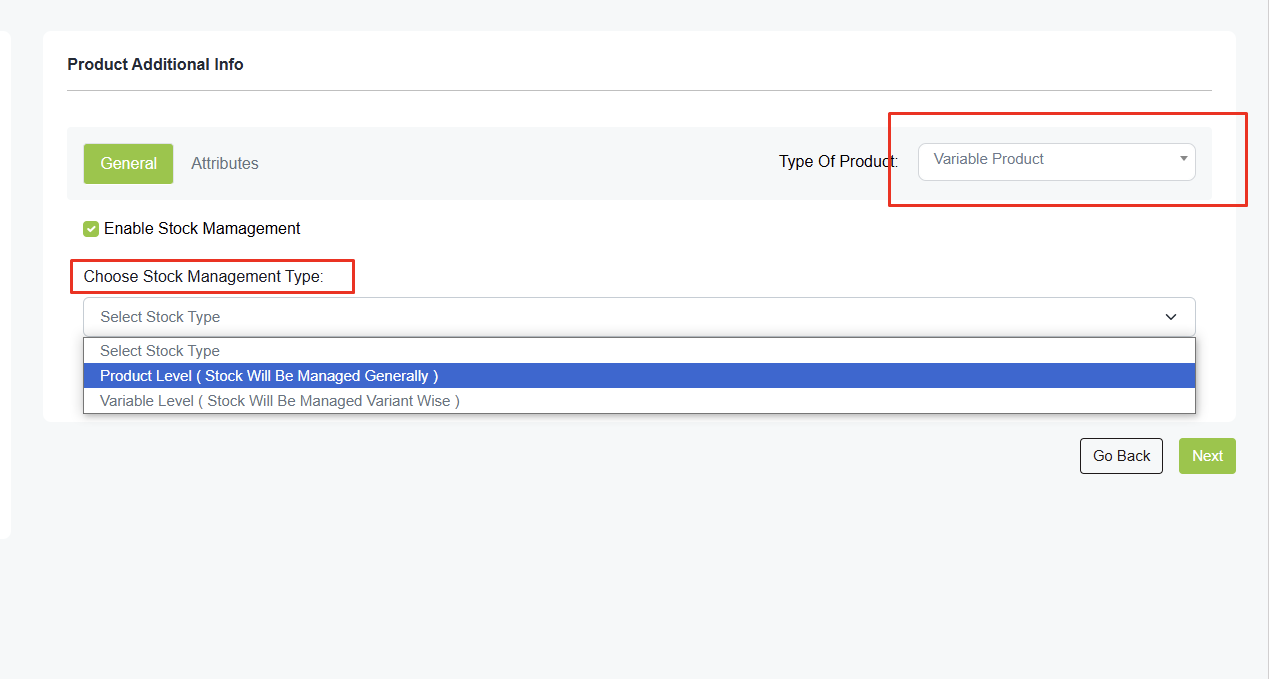 Product Additional Info
General Attributes Type Of Product: Variable Product
Enable Stock Mamagement
Choose Stock Management Type:
Select Stock Type
Select Stock Type
Product Level ( Stock Will Be Managed Generally )
Variable Level ( Stock Will Be Managed Variant Wise )
Go Back Next